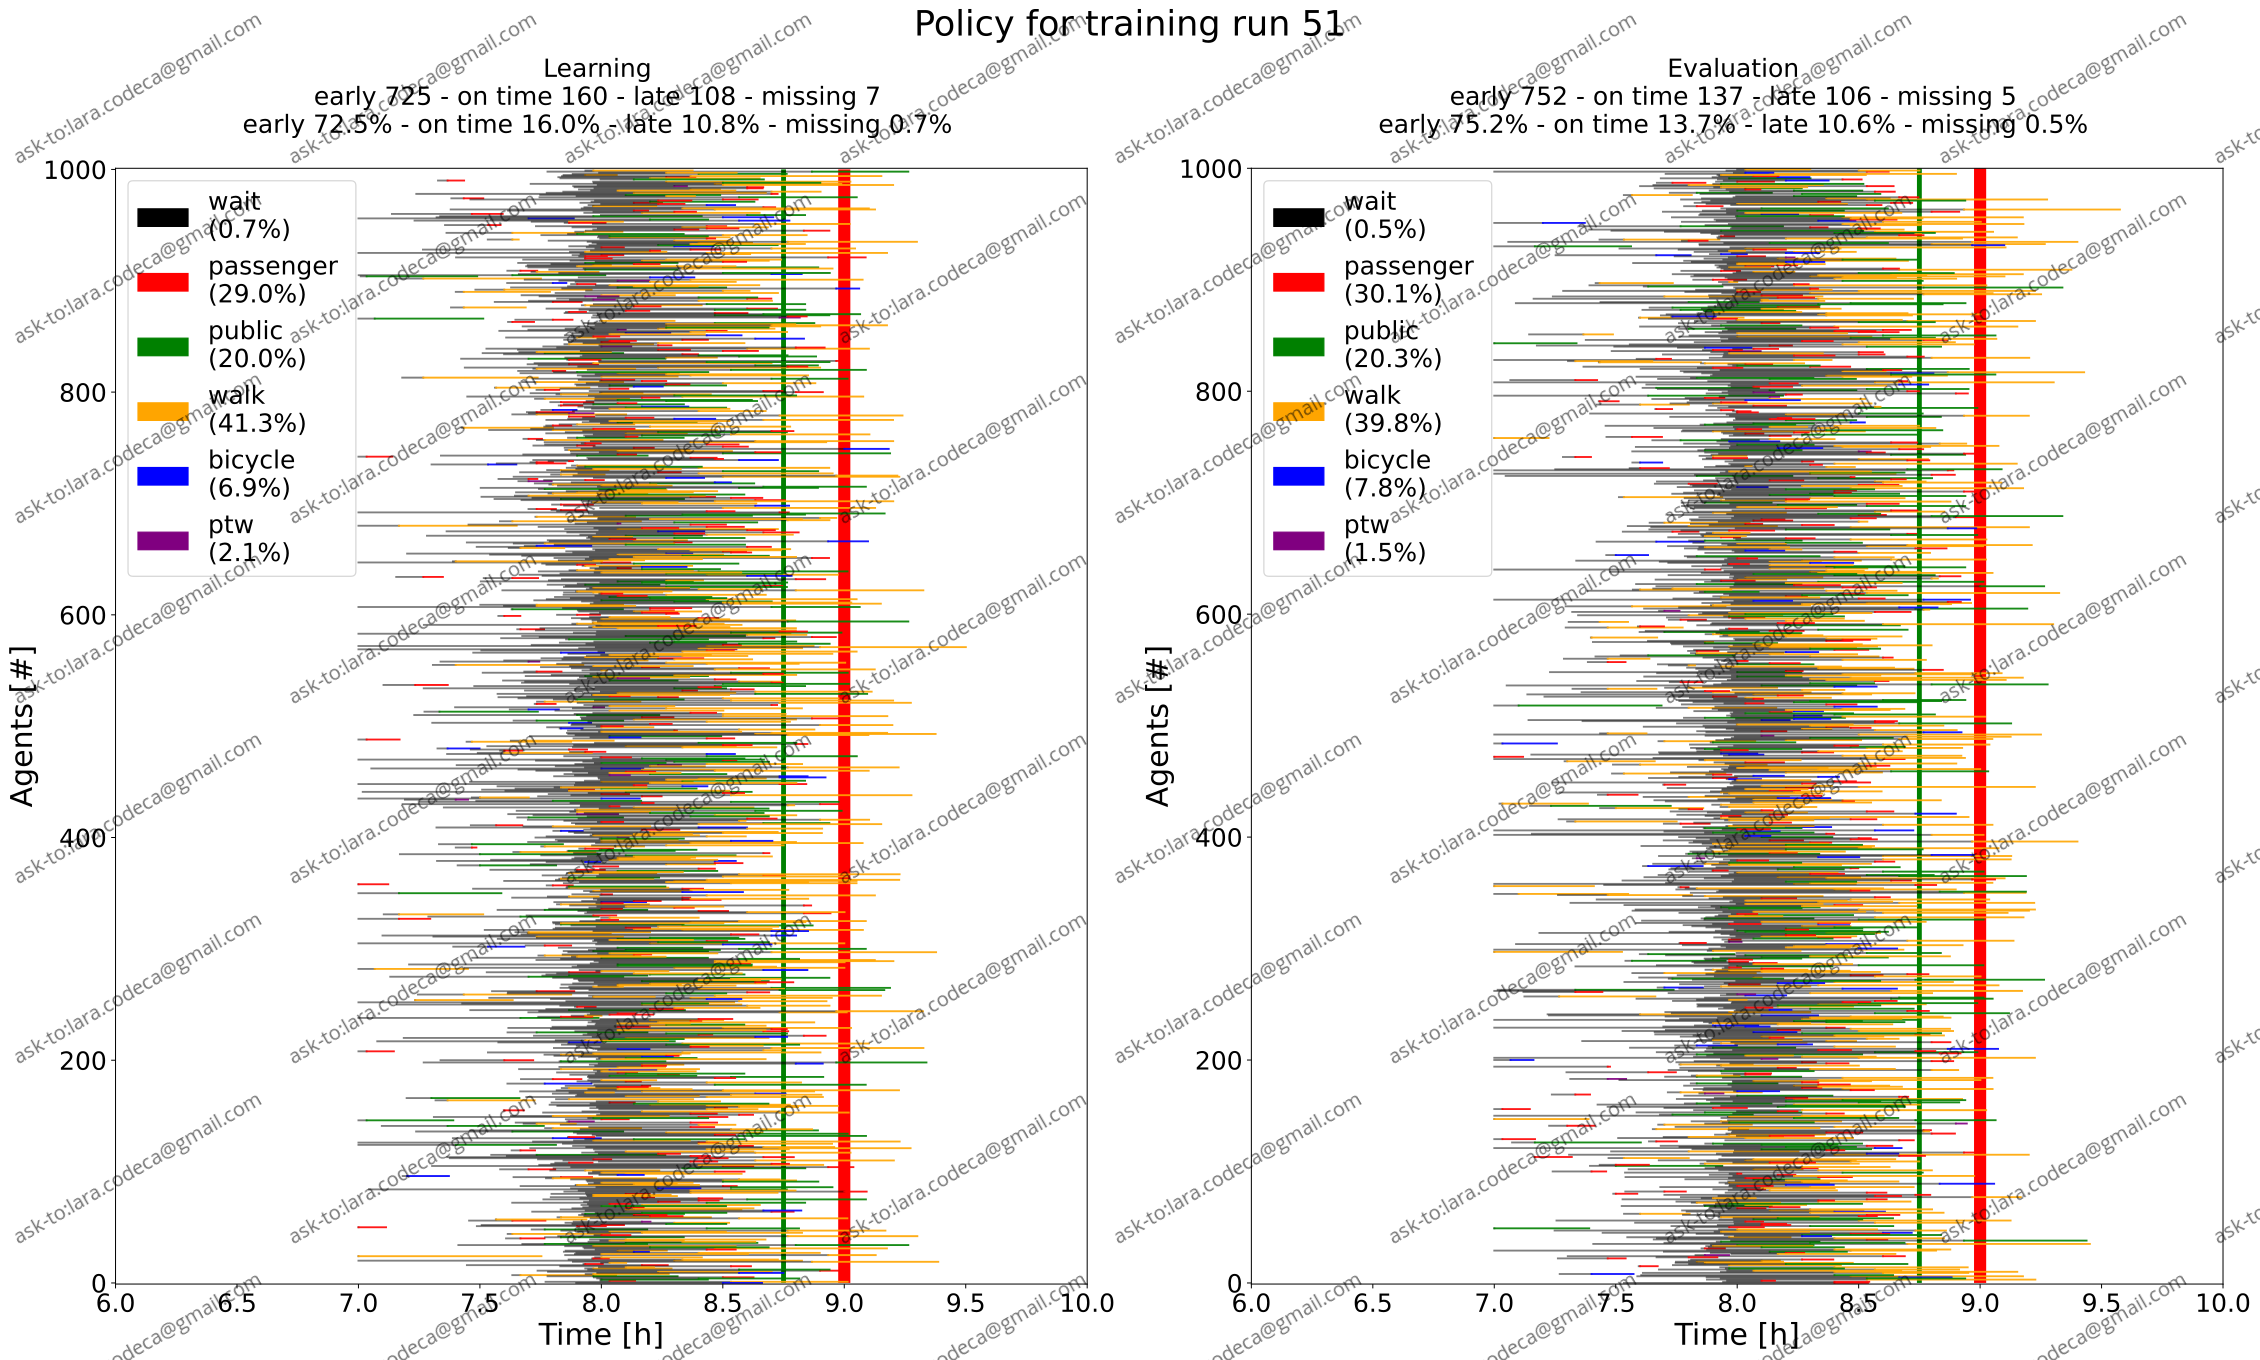 Policy for training run 51
Learning
early 725 - on time 160 - late 108 - missing 7
early 72.5% - on time 16.0% - late 10.8% - missing 0.7%
Evaluation
early 752 - on time 137 - late 106 - missing 5
early 75.2% - on time 13.7% - late 10.6% - missing 0.5%
Agents [#]
1000
800
600
400
200
0
wait
(0.7%)
passenger
(29.0%)
public
(20.0%)
walk
(41.3%)
bicycle
(6.9%)
ptw
(2.1%)
6.0 6.5 7.0 7.5 8.0 8.5 9.0 9.5 10.0
Time [h]
Agents [#]
1000
800
600
400
200
0
wait
(0.5%)
passenger
(30.1%)
public
(20.3%)
walk
(39.8%)
bicycle
(7.8%)
ptw
(1.5%)
6.0 6.5 7.0 7.5 8.0 8.5 9.0 9.5 10.0
Time [h]
ask-to:lara.codeca@gmail.com